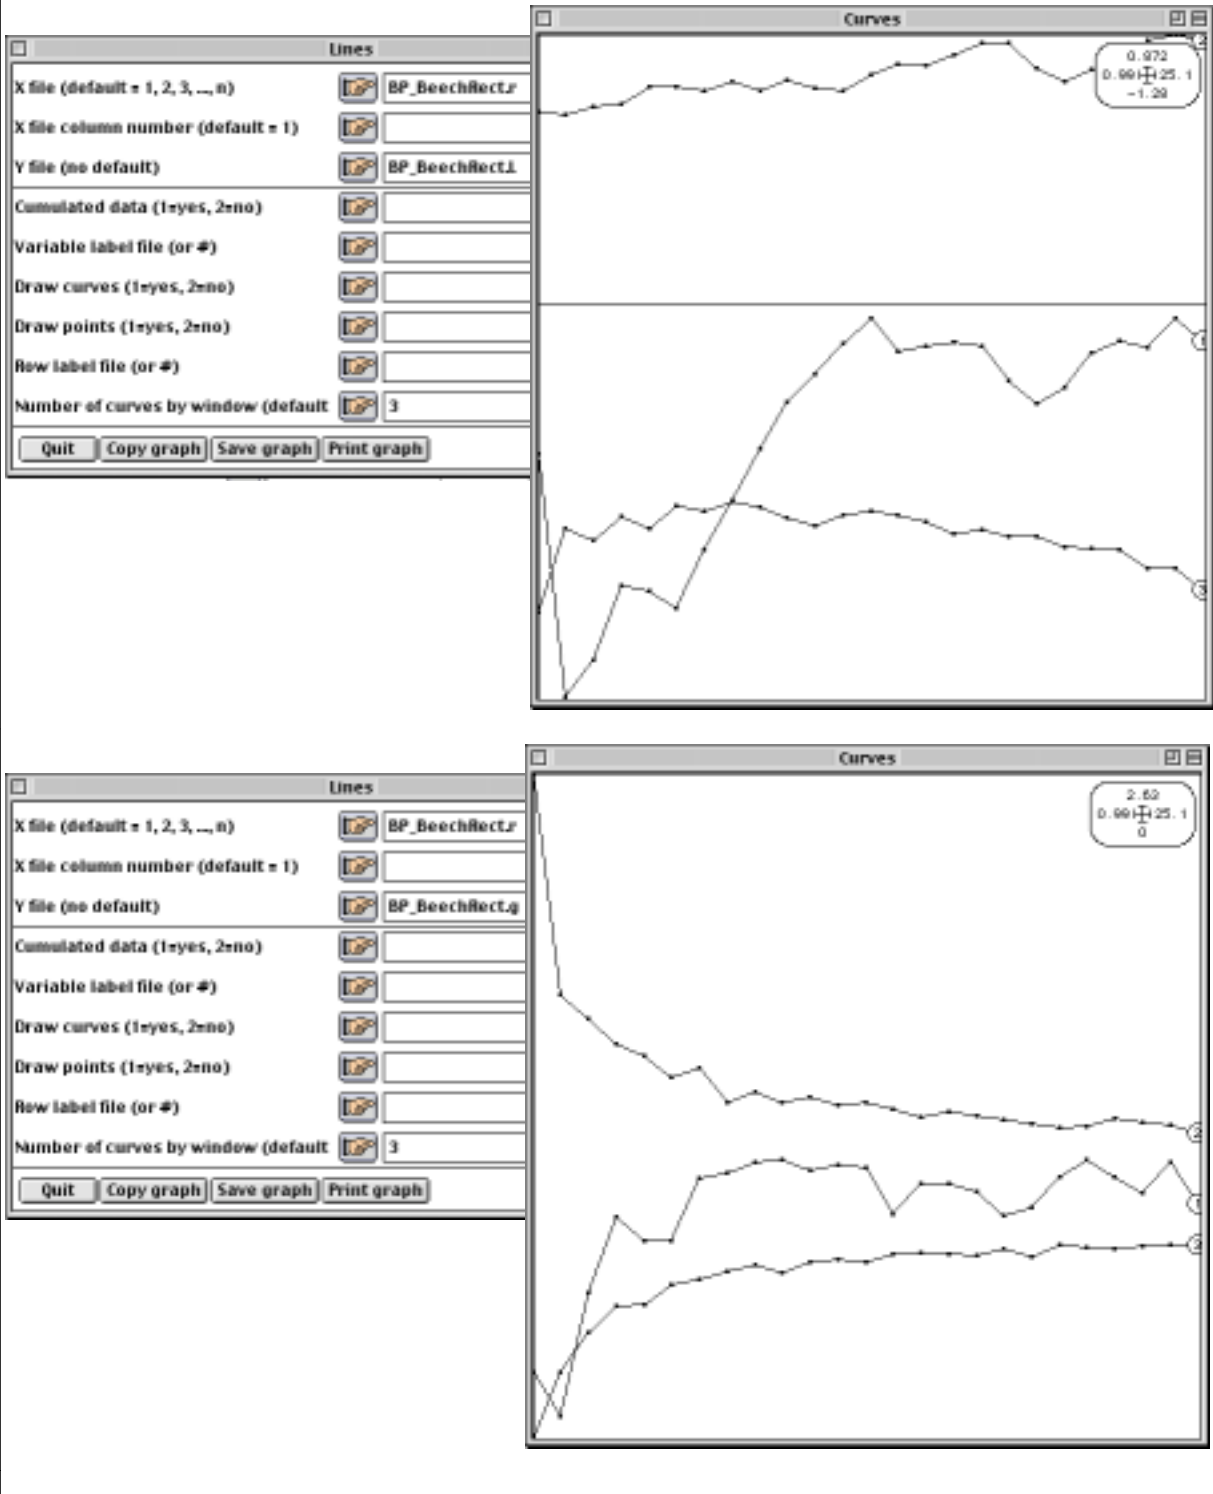 Curves
Lines
X file (default = 1, 2, 3, ..., n)
BP_BeechRect.r
X file column number (default = 1)
Y file (no default)
BP_BeechRect.L
Cumulated data (1=yes, 2=no)
Variable label file (or #)
Draw curves (1=yes, 2=no)
Draw points (1=yes, 2=no)
Row label file (or #)
Number of curves by window (default
3
Quit
Copy graph
Save graph
Print graph
0.972
0.99 25.1
-1.28
2
1
3
Curves
Lines
X file (default = 1, 2, 3, ..., n)
BP_BeechRect.r
X file column number (default = 1)
Y file (no default)
BP_BeechRect.g
Cumulated data (1=yes, 2=no)
Variable label file (or #)
Draw curves (1=yes, 2=no)
Draw points (1=yes, 2=no)
Row label file (or #)
Number of curves by window (default
3
Quit
Copy graph
Save graph
Print graph
2.63
0.99 25.1
0
1
2